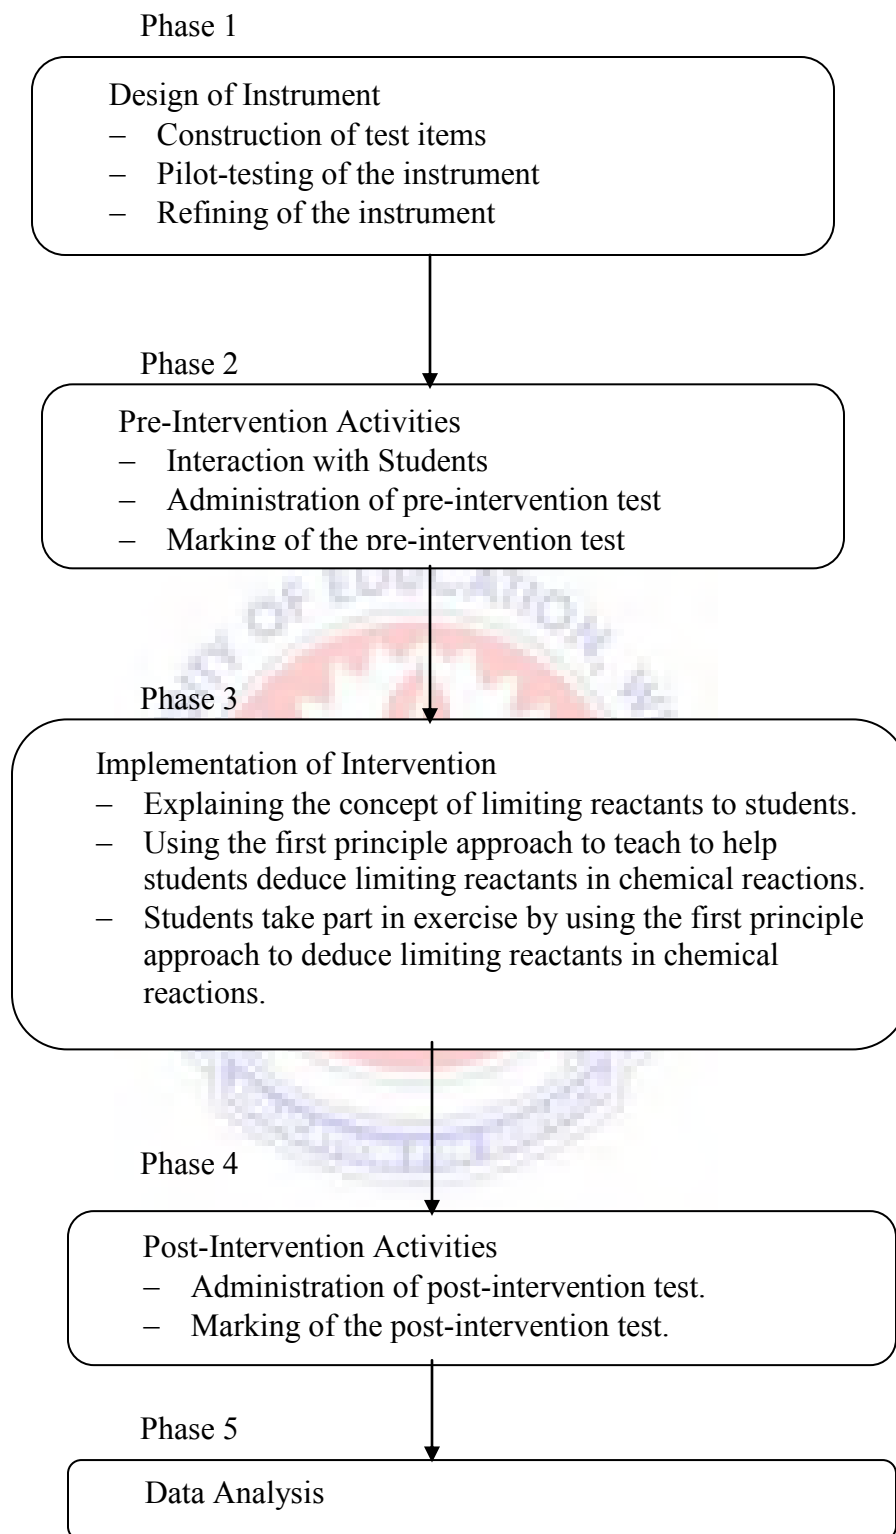 Phase 1
Design of Instrument
– Construction of test items
– Pilot-testing of the instrument
– Refining of the instrument
Phase 2
Pre-Intervention Activities
– Interaction with Students
– Administration of pre-intervention test
– Marking of the pre-intervention test
OF EDUCATION,
Phase 3
Implementation of Intervention
– Explaining the concept of limiting reactants to students.
– Using the first principle approach to teach to help
students deduce limiting reactants in chemical reactions.
– Students take part in exercise by using the first principle
approach to deduce limiting reactants in chemical
reactions.
Phase 4
Post-Intervention Activities
– Administration of post-intervention test.
– Marking of the post-intervention test.
Phase 5
Data Analysis